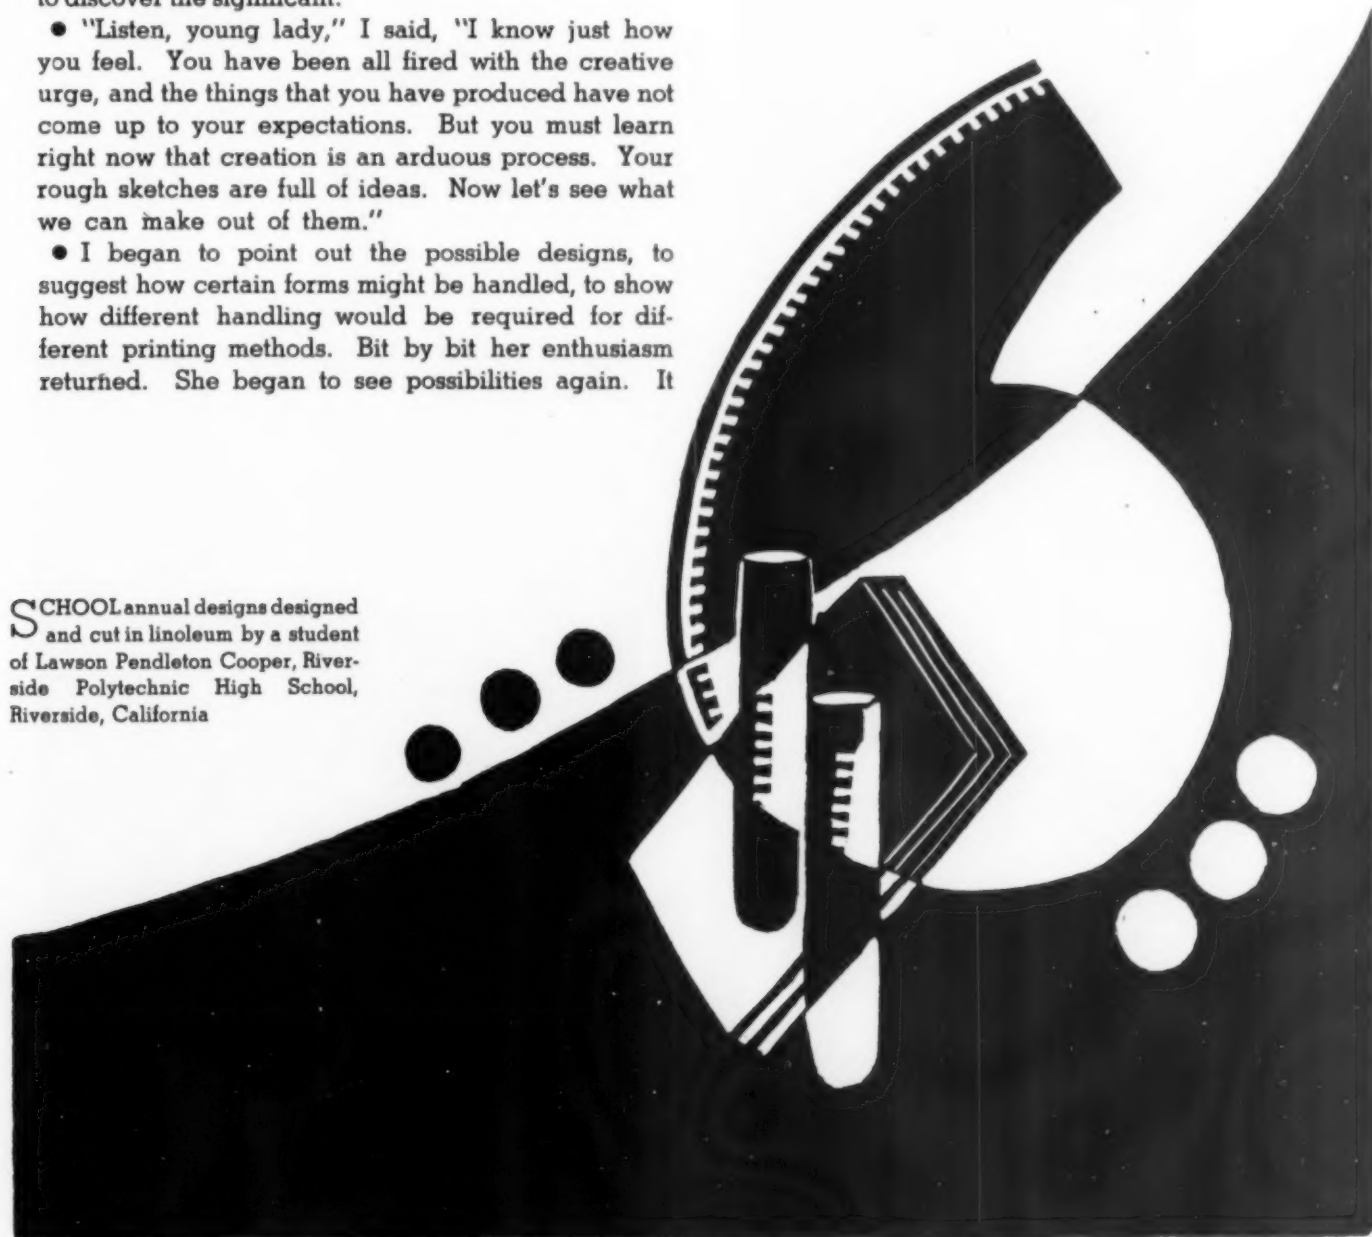 to discover the significant.
● "Listen, young lady," I said, "I know just how
you feel. You have been all fired with the creative
urge, and the things that you have produced have not
come up to your expectations. But you must learn
right now that creation is an arduous process. Your
rough sketches are full of ideas. Now let's see what
we can make out of them."
● I began to point out the possible designs, to
suggest how certain forms might be handled, to show
how different handling would be required for dif-
ferent printing methods. Bit by bit her enthusiasm
returned. She began to see possibilities again. It
SCHOOL annual designs designed
and cut in linoleum by a student
of Lawson Pendleton Cooper, River-
side Polytechnic High School,
Riverside, California